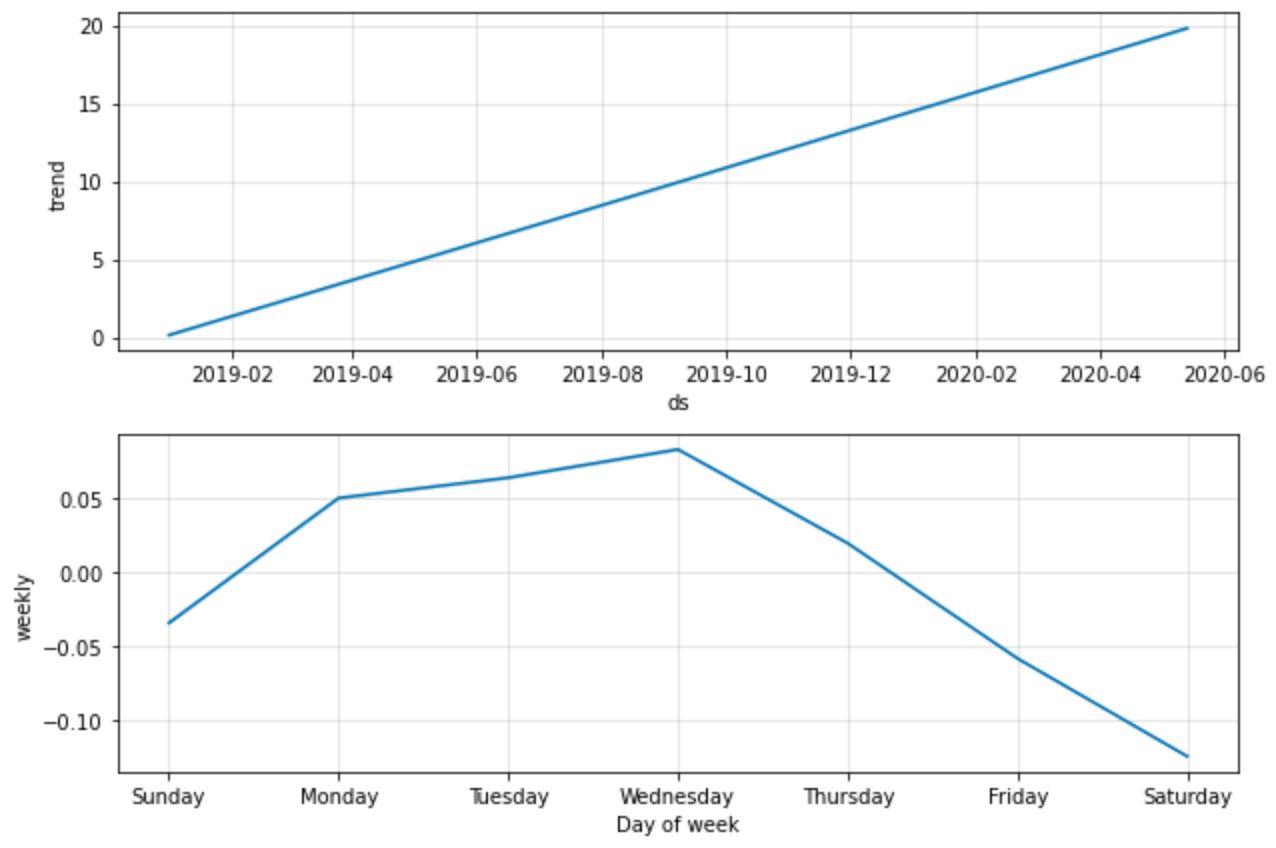 20
15
10
5
0
trend
2019-02 2019-04 2019-06 2019-08 2019-10 2019-12 2020-02 2020-04 2020-06
ds
0.05
0.00
−0.05
−0.10
weekly
Sunday Monday Tuesday Wednesday Thursday Friday Saturday
Day of week